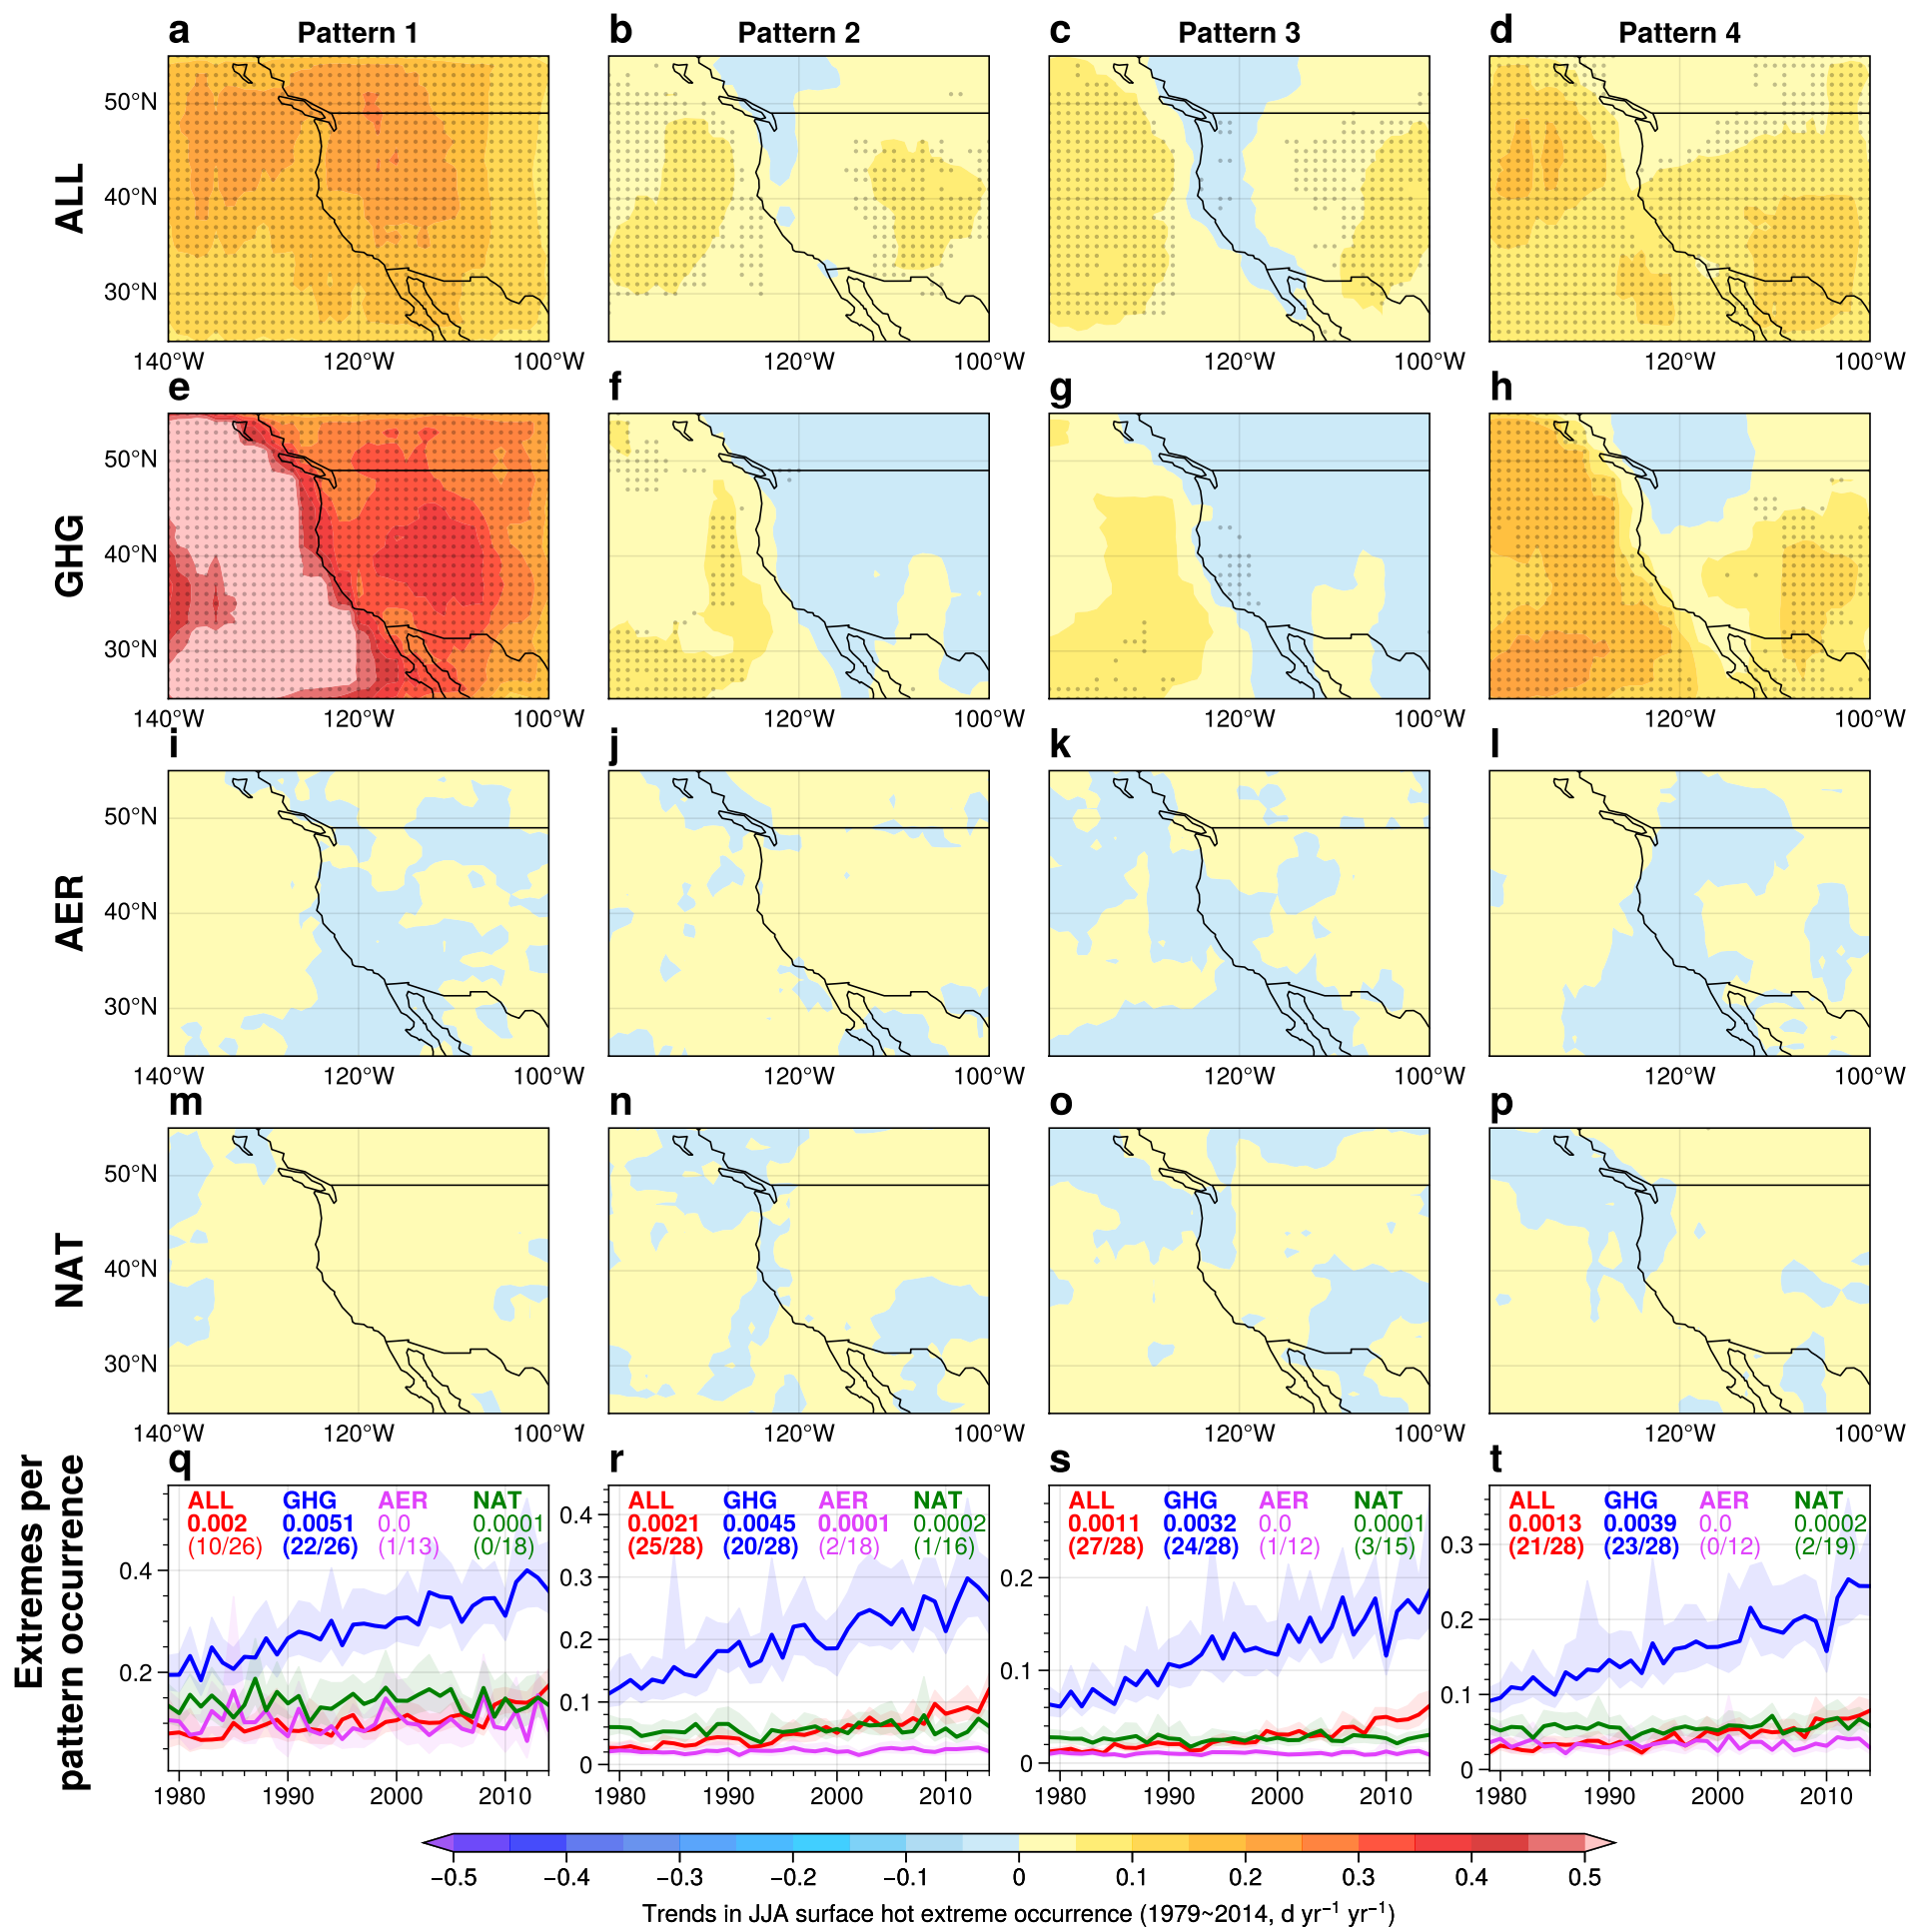 a Pattern 1 b Pattern 2 c Pattern 3 d Pattern 4
ALL
50°N
40°N
30°N
140°W 120°W 100°W 120°W 100°W 120°W 100°W 120°W 100°W
e f g h
GHG
50°N
40°N
30°N
140°W 120°W 100°W 120°W 100°W 120°W 100°W 120°W 100°W
i j k l
AER
50°N
40°N
30°N
140°W 120°W 100°W 120°W 100°W 120°W 100°W 120°W 100°W
m n o p
NAT
50°N
40°N
30°N
140°W 120°W 100°W 120°W 100°W 120°W 100°W 120°W 100°W
Extremes per
pattern occurrence
q
ALL GHG AER NAT
0.002 0.0051 0.0 0.0001
(10/26) (22/26) (1/13) (0/18)
0.4
0.2
1980 1990 2000 2010
r
ALL GHG AER NAT
0.0021 0.0045 0.0001 0.0002
(25/28) (20/28) (2/18) (1/16)
0.4
0.3
0.2
0.1
0
1980 1990 2000 2010
s
ALL GHG AER NAT
0.0011 0.0032 0.0 0.0001
(27/28) (24/28) (1/12) (3/15)
0.2
0.1
0
1980 1990 2000 2010
t
ALL GHG AER NAT
0.0013 0.0039 0.0 0.0002
(21/28) (23/28) (0/12) (2/19)
0.3
0.2
0.1
0
1980 1990 2000 2010
−0.5 −0.4 −0.3 −0.2 −0.1 0 0.1 0.2 0.3 0.4 0.5
Trends in JJA surface hot extreme occurrence (1979~2014, d yr⁻¹ yr⁻¹)